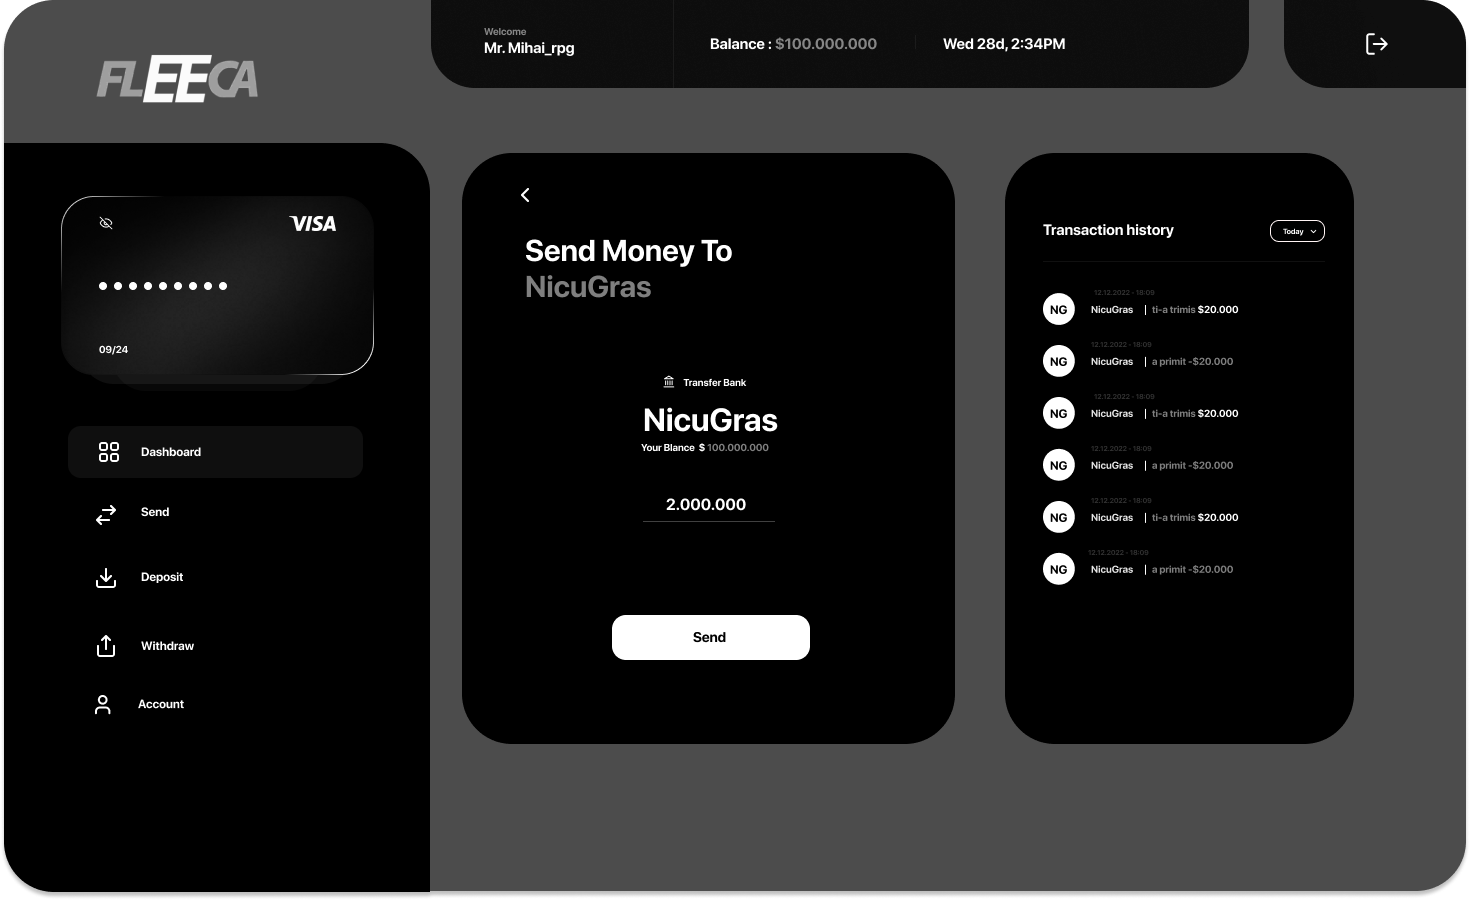 FLEECA
Welcome
Mr. Mihai_rpg
Balance : $100.000.000
Wed 28d, 2:34PM
VISA
09/24
Dashboard
Send
Deposit
Withdraw
Account
Send Money To
NicuGras
Transfer Bank
NicuGras
Your Blance $ 100.000.000
2.000.000
Send
Transaction history
Today
12.12.2022 - 18:09
NG NicuGras | ti-a trimis $20.000
12.12.2022 - 18:09
NG NicuGras | a primit -$20.000
12.12.2022 - 18:09
NG NicuGras | ti-a trimis $20.000
12.12.2022 - 18:09
NG NicuGras | a primit -$20.000
12.12.2022 - 18:09
NG NicuGras | ti-a trimis $20.000
12.12.2022 - 18:09
NG NicuGras | a primit -$20.000